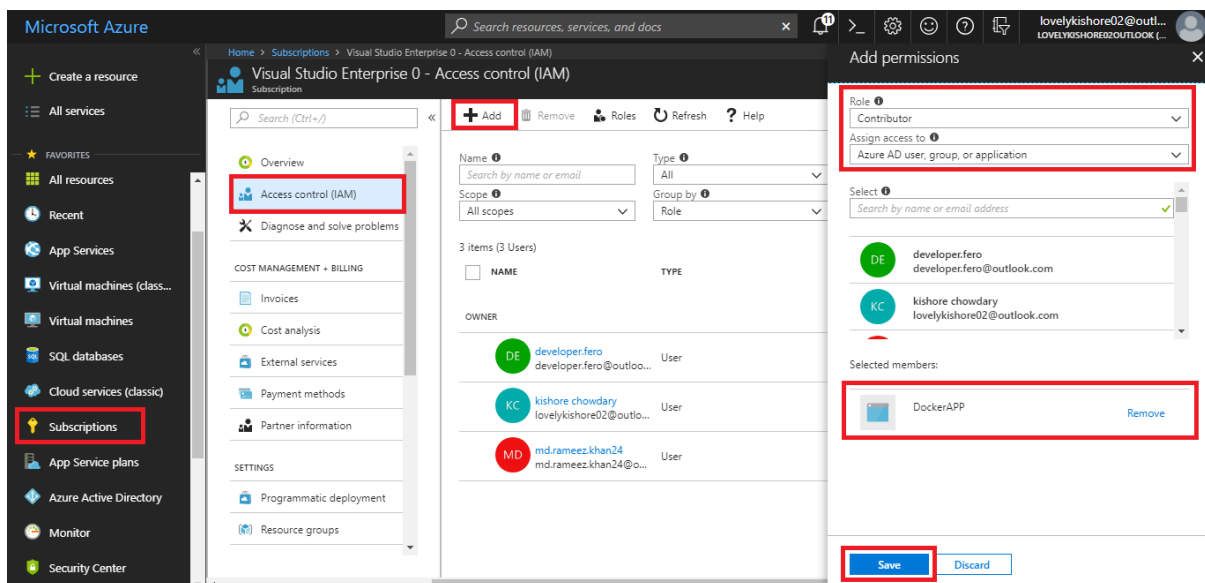 Microsoft Azure
Search resources, services, and docs
11
lovelykishore02@outl...
LOVELYKISHORE02OUTLOOK (...
Create a resource
All services
FAVORITES
All resources
Recent
App Services
Virtual machines (class...
Virtual machines
SQL databases
Cloud services (classic)
Subscriptions
App Service plans
Azure Active Directory
Monitor
Security Center
Home > Subscriptions > Visual Studio Enterprise 0 - Access control (IAM)
Visual Studio Enterprise 0 - Access control (IAM)
Subscription
Search (Ctrl+/)
Overview
Access control (IAM)
Diagnose and solve problems
COST MANAGEMENT + BILLING
Invoices
Cost analysis
External services
Payment methods
Partner information
SETTINGS
Programmatic deployment
Resource groups
Add Remove Roles Refresh ? Help
Name Type
Search by name or email All
Scope Group by
All scopes Role
3 items (3 Users)
NAME TYPE
OWNER
DE developer.fero User
developer.fero@outloo...
KC kishore chowdary User
lovelykishore02@outlo...
MD md.rameez.khan24 User
md.rameez.khan24@o...
Add permissions
Role
Contributor
Assign access to
Azure AD user, group, or application
Select
Search by name or email address
DE developer.fero
developer.fero@outlook.com
KC kishore chowdary
lovelykishore02@outlook.com
Selected members:
DockerAPP Remove
Save Discard